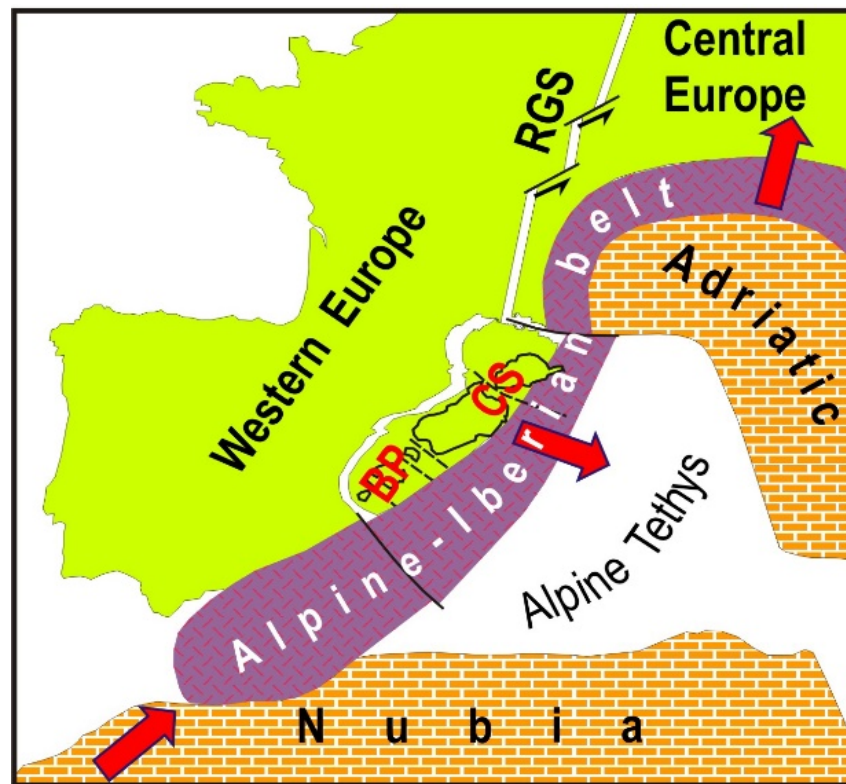 Central
Europe
RGS
Western Europe
Alpine-Iberian belt
Adriatic
CS
BP
Alpine Tethys
Nubia